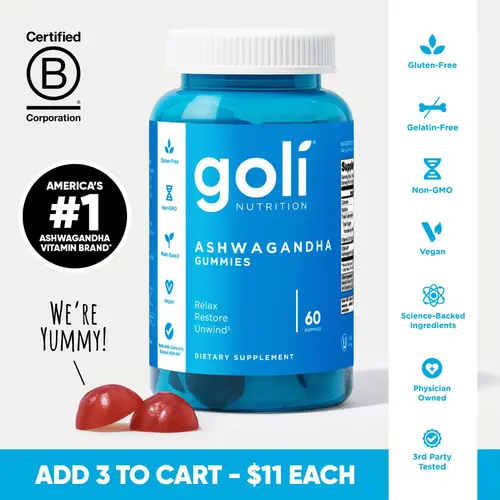 Certified
B
Corporation
AMERICA'S
#1
ASHWAGANDHA
VITAMIN BRAND*
WE'RE
YUMMY!
goli
NUTRITION
ASHWAGANDHA
GUMMIES
Relax
Restore
Unwind‡
60
GUMMIES
DIETARY SUPPLEMENT
Gluten-Free
Non-GMO
Plant-Based
Vegan
Gluten-Free
Gelatin-Free
Non-GMO
Vegan
Science-Backed
Ingredients
Physician
Owned
3rd Party
Tested
ADD 3 TO CART - $11 EACH